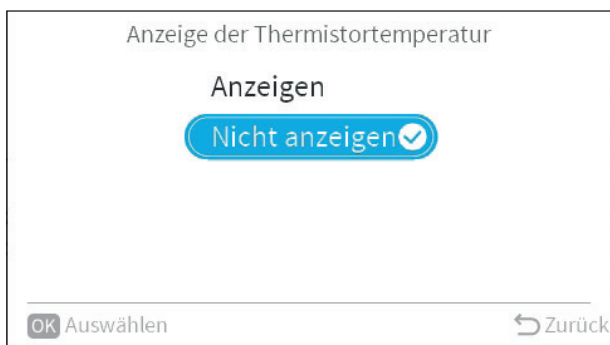 Anzeige der Thermistortemperatur
Anzeigen
Nicht anzeigen
OK Auswählen
Zurück